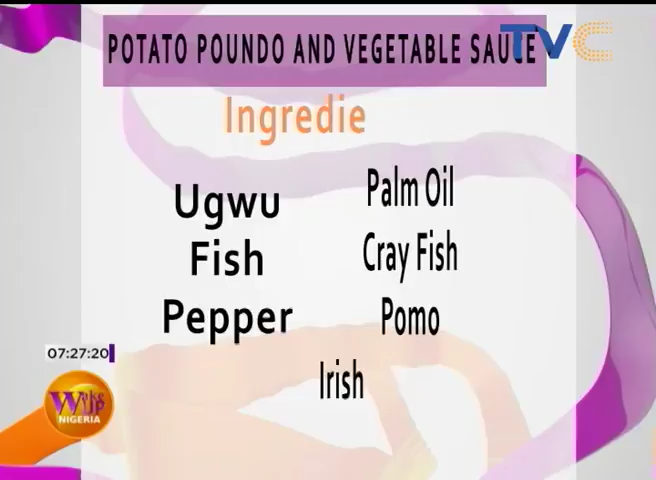 POTATO POUNDO AND VEGETABLE SAUCE
TVC
Ingredie
Ugwu
Fish
Pepper
Palm Oil
Cray Fish
Pomo
Irish
07:27:20
Wake
UP
NIGERIA